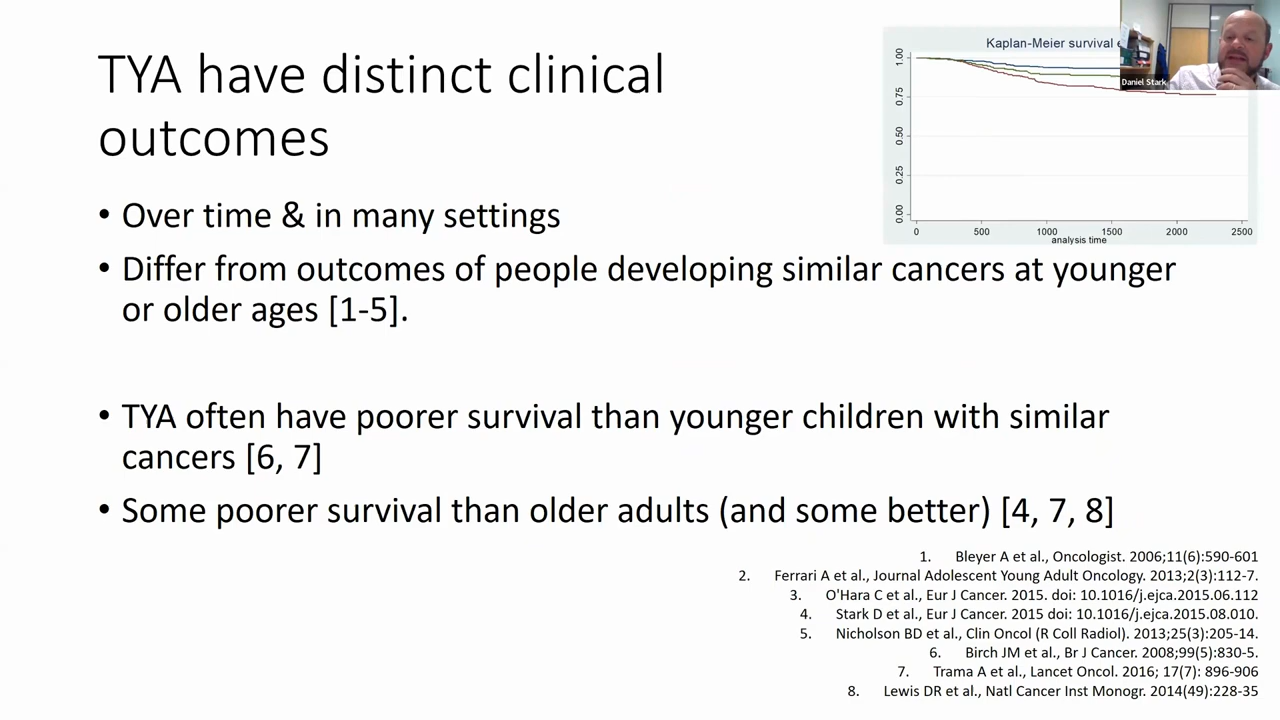 TYA have distinct clinical
outcomes
Kaplan-Meier survival e
Daniel Stark
1.00
0.75
0.50
0.25
0.00
0 500 1000 1500 2000 2500
analysis time
• Over time & in many settings
• Differ from outcomes of people developing similar cancers at younger
or older ages [1-5].
• TYA often have poorer survival than younger children with similar
cancers [6, 7]
• Some poorer survival than older adults (and some better) [4, 7, 8]
1. Bleyer A et al., Oncologist. 2006;11(6):590-601
2. Ferrari A et al., Journal Adolescent Young Adult Oncology. 2013;2(3):112-7.
3. O'Hara C et al., Eur J Cancer. 2015. doi: 10.1016/j.ejca.2015.06.112
4. Stark D et al., Eur J Cancer. 2015 doi: 10.1016/j.ejca.2015.08.010.
5. Nicholson BD et al., Clin Oncol (R Coll Radiol). 2013;25(3):205-14.
6. Birch JM et al., Br J Cancer. 2008;99(5):830-5.
7. Trama A et al., Lancet Oncol. 2016; 17(7): 896-906
8. Lewis DR et al., Natl Cancer Inst Monogr. 2014(49):228-35